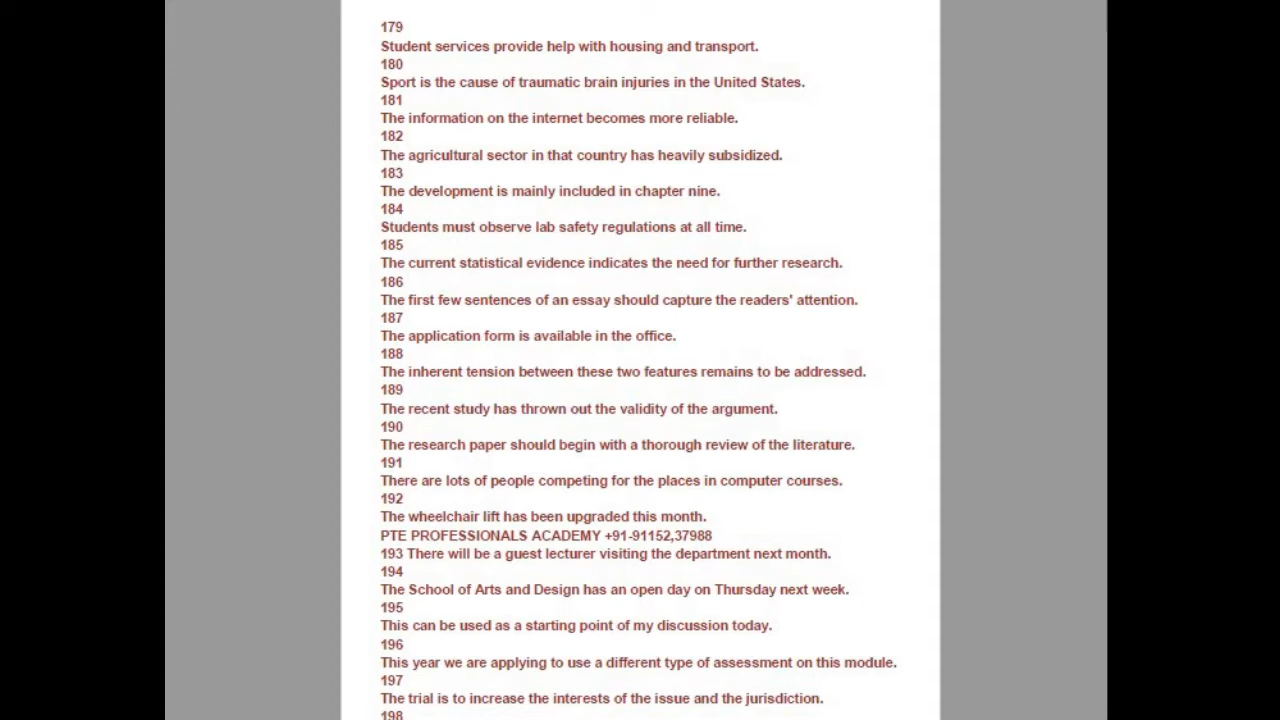 179
Student services provide help with housing and transport.
180
Sport is the cause of traumatic brain injuries in the United States.
181
The information on the internet becomes more reliable.
182
The agricultural sector in that country has heavily subsidized.
183
The development is mainly included in chapter nine.
184
Students must observe lab safety regulations at all time.
185
The current statistical evidence indicates the need for further research.
186
The first few sentences of an essay should capture the readers' attention.
187
The application form is available in the office.
188
The inherent tension between these two features remains to be addressed.
189
The recent study has thrown out the validity of the argument.
190
The research paper should begin with a thorough review of the literature.
191
There are lots of people competing for the places in computer courses.
192
The wheelchair lift has been upgraded this month.
PTE PROFESSIONALS ACADEMY +91-91152,37988
193 There will be a guest lecturer visiting the department next month.
194
The School of Arts and Design has an open day on Thursday next week.
195
This can be used as a starting point of my discussion today.
196
This year we are applying to use a different type of assessment on this module.
197
The trial is to increase the interests of the issue and the jurisdiction.
198